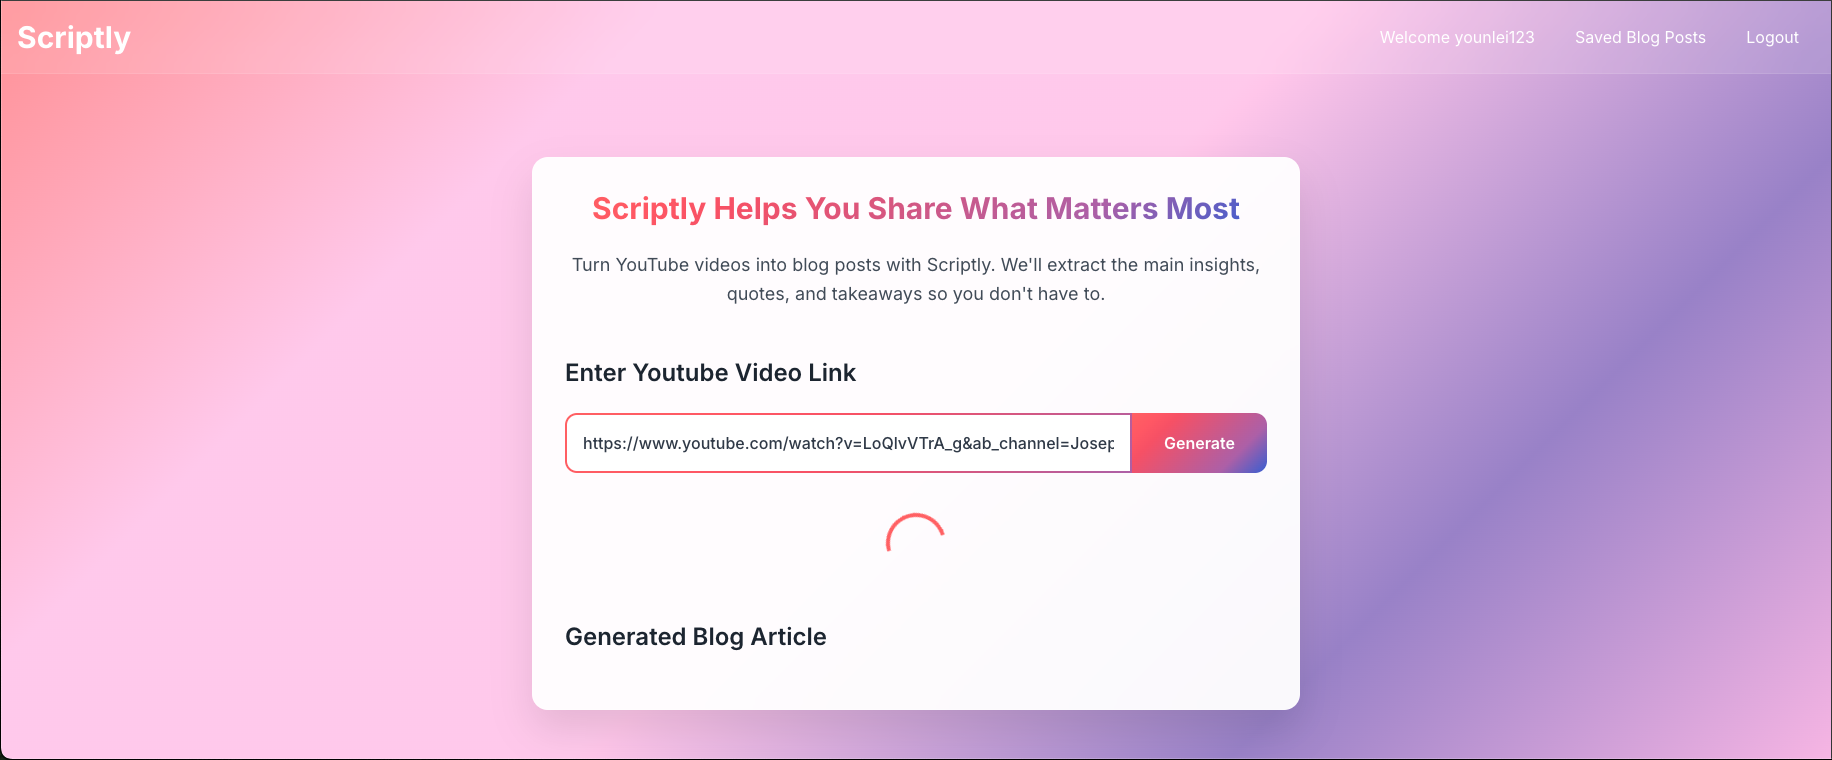 Scriptly
Welcome younlei123
Saved Blog Posts
Logout
Scriptly Helps You Share What Matters Most
Turn YouTube videos into blog posts with Scriptly. We'll extract the main insights,
quotes, and takeaways so you don't have to.
Enter Youtube Video Link
https://www.youtube.com/watch?v=LoQlvVTrA_g&ab_channel=Josep
Generate
Generated Blog Article